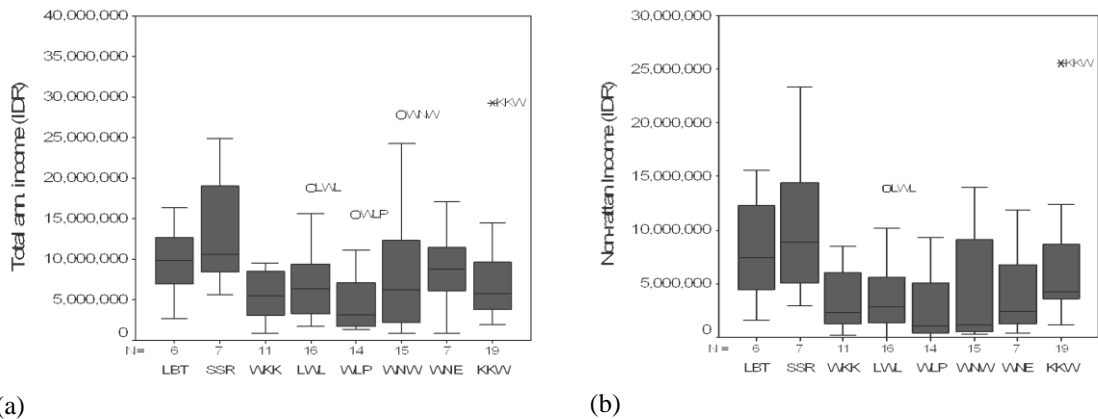 40,000,000
35,000,000
30,000,000
25,000,000
20,000,000
15,000,000
10,000,000
5,000,000
0
Total ann. income (IDR)
KKW
WNW
LWL
WLP
N= 6 7 11 16 14 15 7 19
LBT SSR WKK LWL WLP WNW WNE KKW
(a)
30,000,000
25,000,000
20,000,000
15,000,000
10,000,000
5,000,000
0
Non-rattan Income (IDR)
KKW
LWL
N= 6 7 11 16 14 15 7 19
LBT SSR WKK LWL WLP WNW WNE KKW
(b)